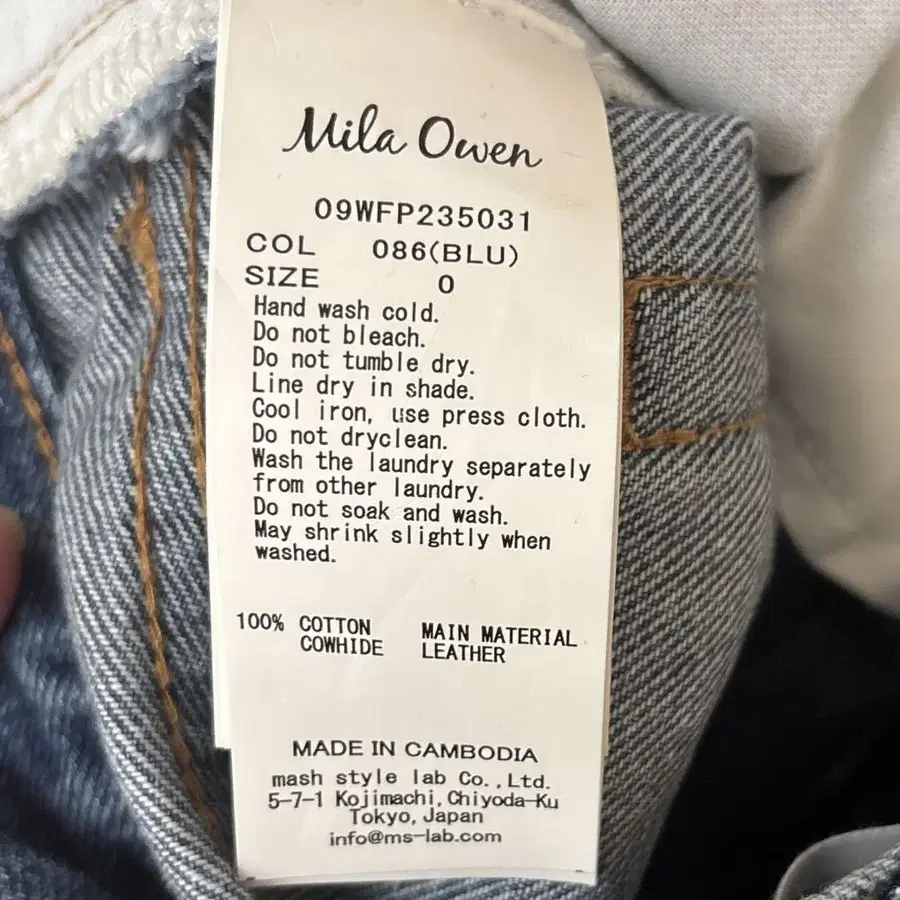 Mila Owen
09WFP235031
COL 086(BLU)
SIZE 0
Hand wash cold.
Do not bleach.
Do not tumble dry.
Line dry in shade.
Cool iron, use press cloth.
Do not dryclean.
Wash the laundry separately
from other laundry.
Do not soak and wash.
May shrink slightly when
washed.
100% COTTON MAIN MATERIAL
COWHIDE LEATHER
MADE IN CAMBODIA
mash style lab Co.,Ltd.
5-7-1 Kojimachi,Chiyoda-Ku
Tokyo,Japan
info@ms-lab.com